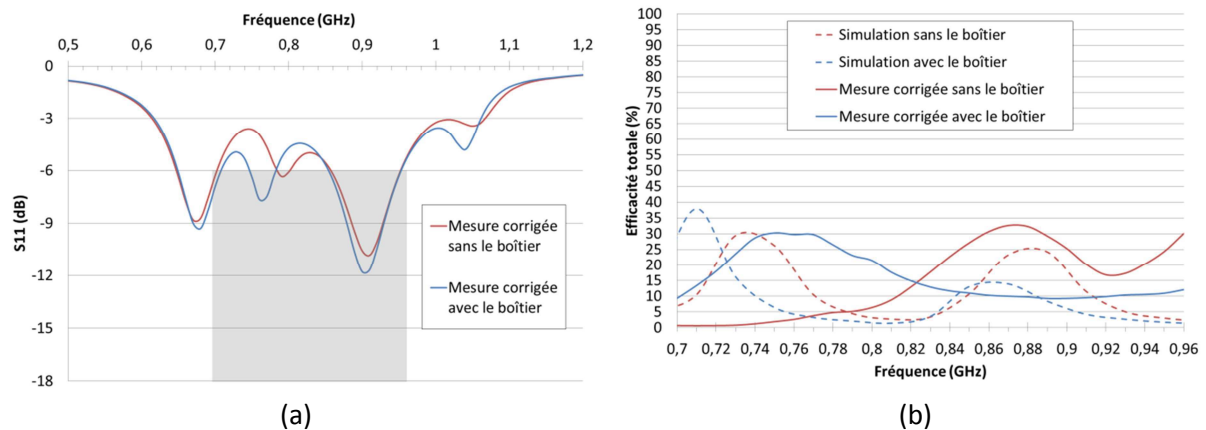 Fréquence (GHz)
0,5 0,6 0,7 0,8 0,9 1 1,1 1,2
0
-3
-6
-9
-12
-15
-18
S11 (dB)
Mesure corrigée
sans le boîtier
Mesure corrigée
avec le boîtier
(a)
100
95
90
85
80
75
70
65
60
55
50
45
40
35
30
25
20
15
10
5
0
Efficacité totale (%)
Simulation sans le boîtier
Simulation avec le boîtier
Mesure corrigée sans le boîtier
Mesure corrigée avec le boîtier
0,7 0,72 0,74 0,76 0,78 0,8 0,82 0,84 0,86 0,88 0,9 0,92 0,94 0,96
Fréquence (GHz)
(b)